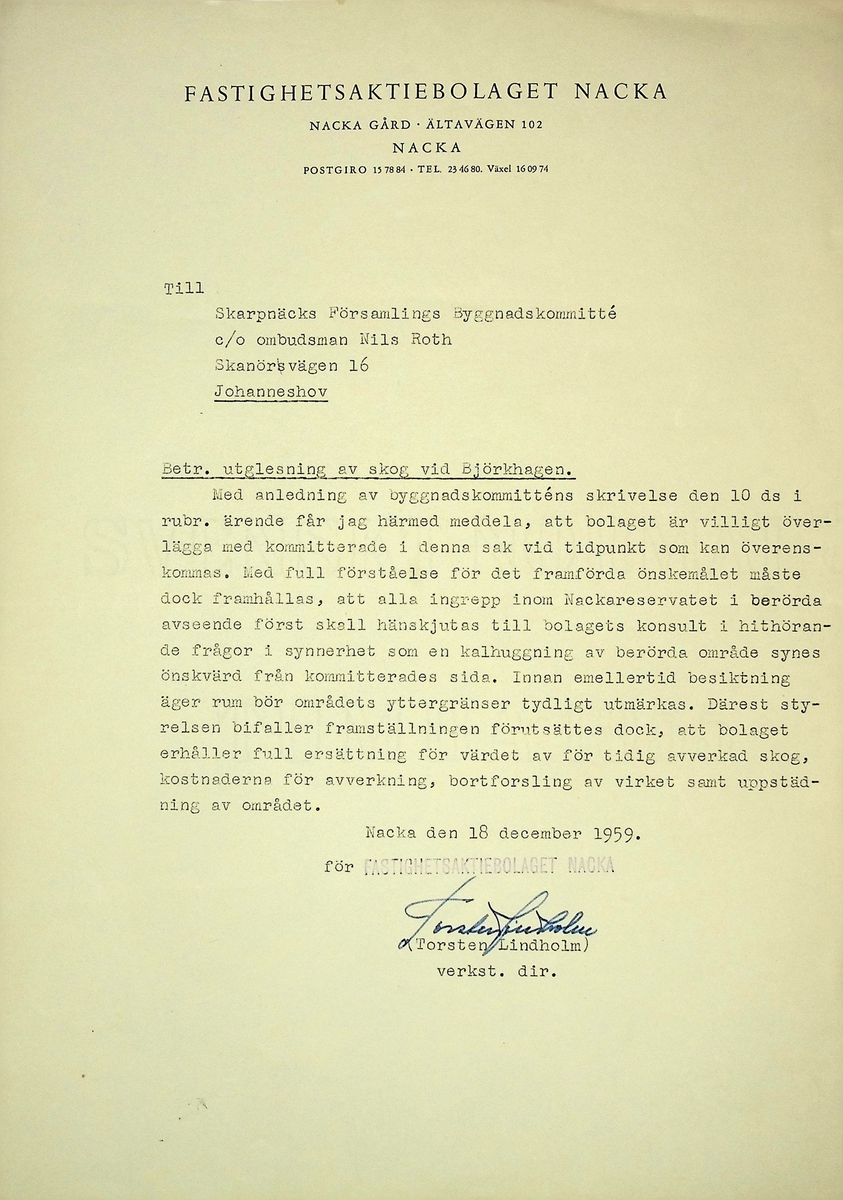 FASTIGHETSAKTIEBOLAGET NACKA
NACKA GÅRD · ÄLTAVÄGEN 102
NACKA
POSTGIRO 15 78 84 · TEL. 23 46 80. Växel 16 09 74
Till
Skarpnäcks Församlings Byggnadskommitté
c/o ombudsman Nils Roth
Skanörsvägen 16
Johanneshov
Betr. utglesning av skog vid Björkhagen.
Med anledning av byggnadskommitténs skrivelse den 10 ds i
rubr. ärende får jag härmed meddela, att bolaget är villigt över-
lägga med kommitterade i denna sak vid tidpunkt som kan överens-
kommas. Med full förståelse för det framförda önskemålet måste
dock framhållas, att alla ingrepp inom Nackareservatet i berörda
avseende först skall hänskjutas till bolagets konsult i hithöran-
de frågor i synnerhet som en kalhuggning av berörda område synes
önskvärd från kommitterades sida. Innan emellertid besiktning
äger rum bör områdets yttergränser tydligt utmärkas. Därest sty-
relsen bifaller framställningen förutsättes dock, att bolaget
erhåller full ersättning för värdet av för tidig avverkad skog,
kostnaderna för avverkning, bortforsling av virket samt uppstäd-
ning av området.
Nacka den 18 december 1959.
för FASTIGHETSAKTIEBOLAGET NACKA
Torsten Lindholm
(Torsten Lindholm)
verkst. dir.